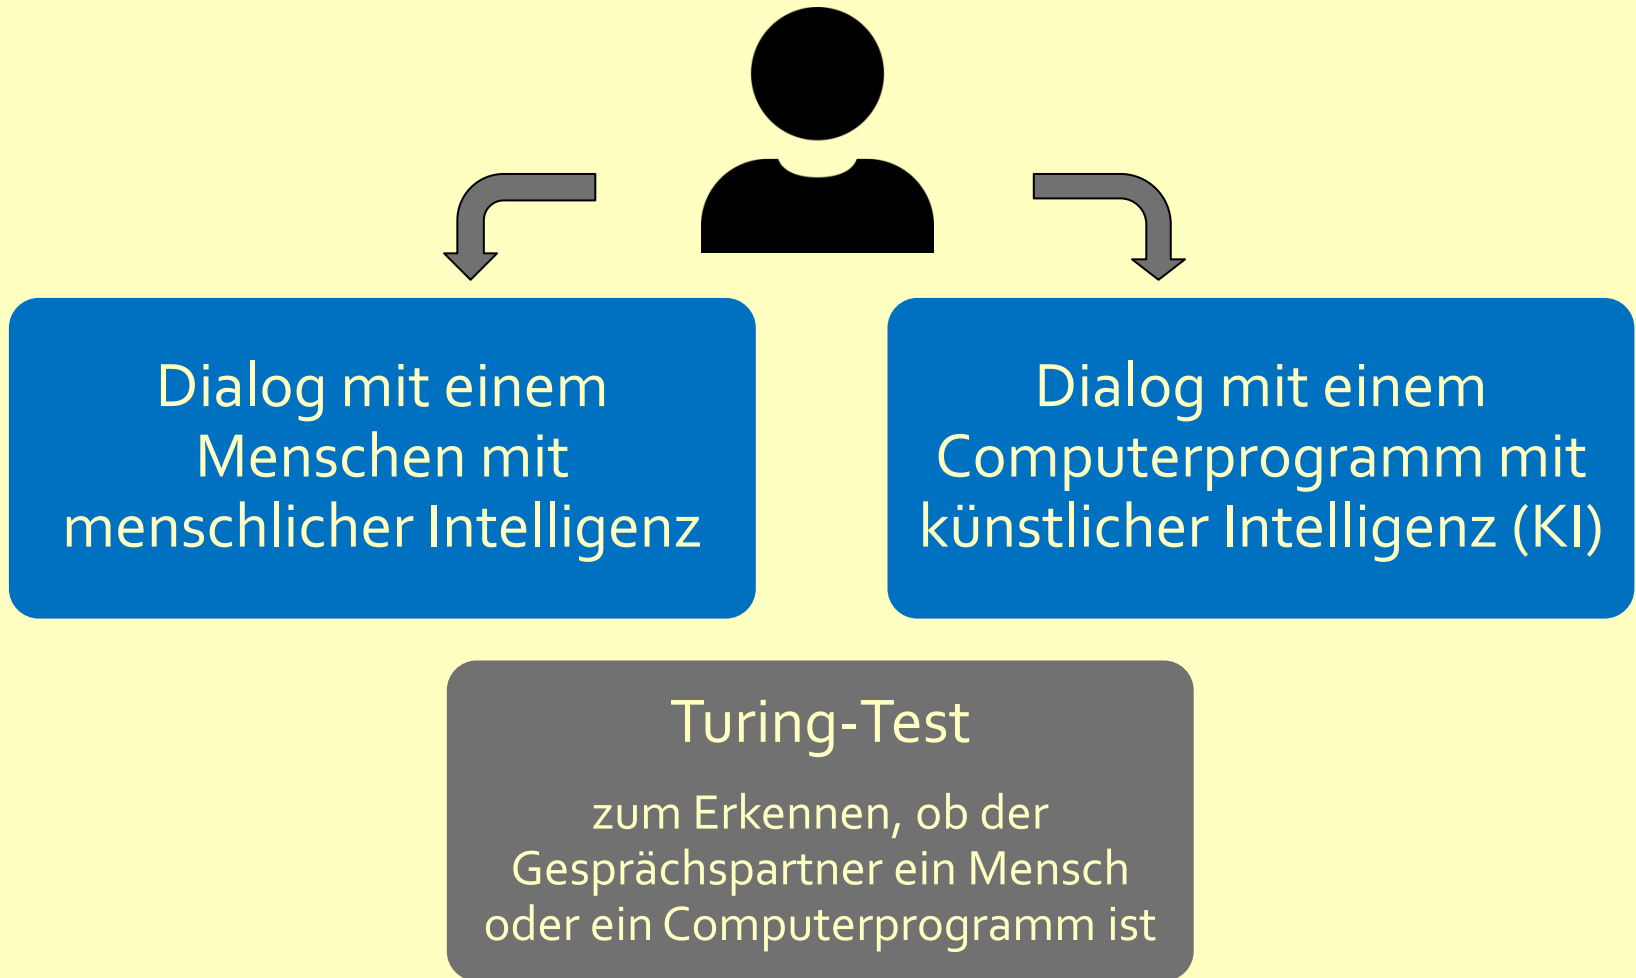 Dialog mit einem
Menschen mit
menschlicher Intelligenz
Dialog mit einem
Computerprogramm mit
künstlicher Intelligenz (KI)
Turing-Test
zum Erkennen, ob der
Gesprächspartner ein Mensch
oder ein Computerprogramm ist